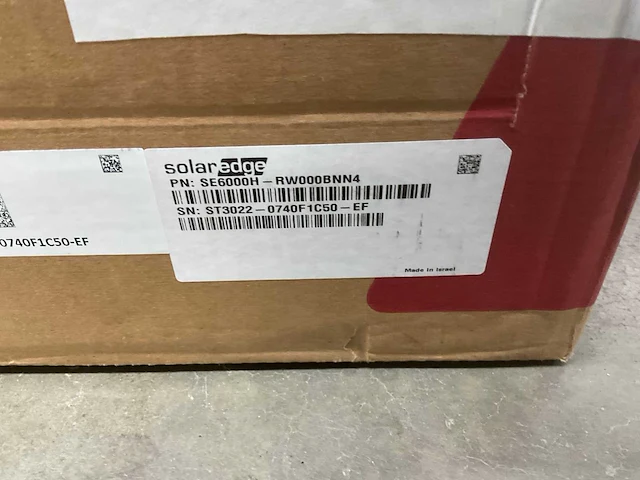 solaredge
PN: SE6000H-RW000BNN4
SN: ST3022-0740F1C50-EF
Made in Israel
0740F1C50-EF